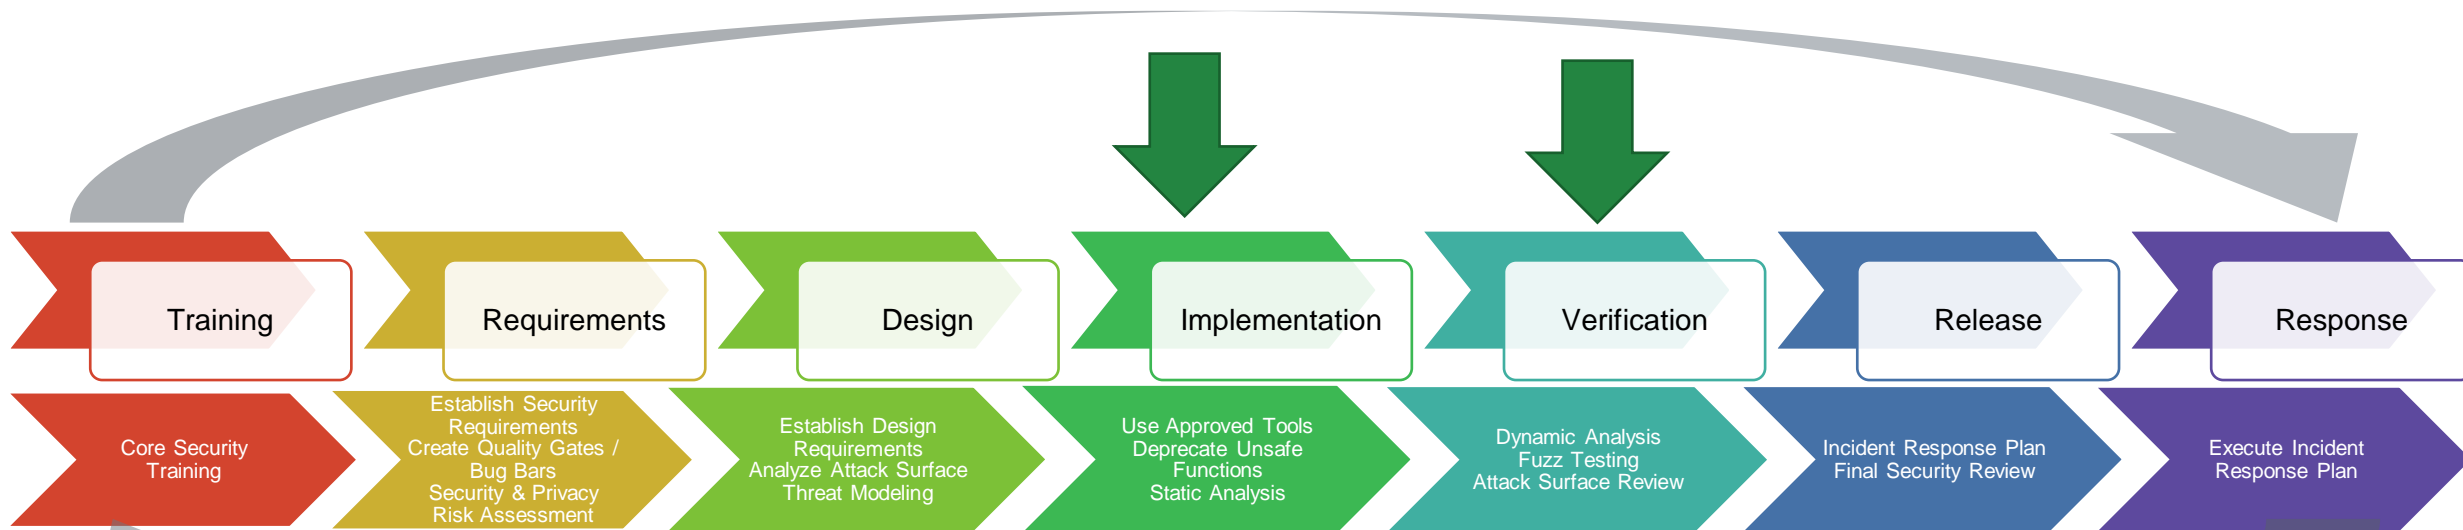 Training
Requirements
Design
Implementation
Verification
Release
Response
Core Security
Training
Establish Security
Requirements
Create Quality Gates /
Bug Bars
Security & Privacy
Risk Assessment
Establish Design
Requirements
Analyze Attack Surface
Threat Modeling
Use Approved Tools
Deprecate Unsafe
Functions
Static Analysis
Dynamic Analysis
Fuzz Testing
Attack Surface Review
Incident Response Plan
Final Security Review
Execute Incident
Response Plan